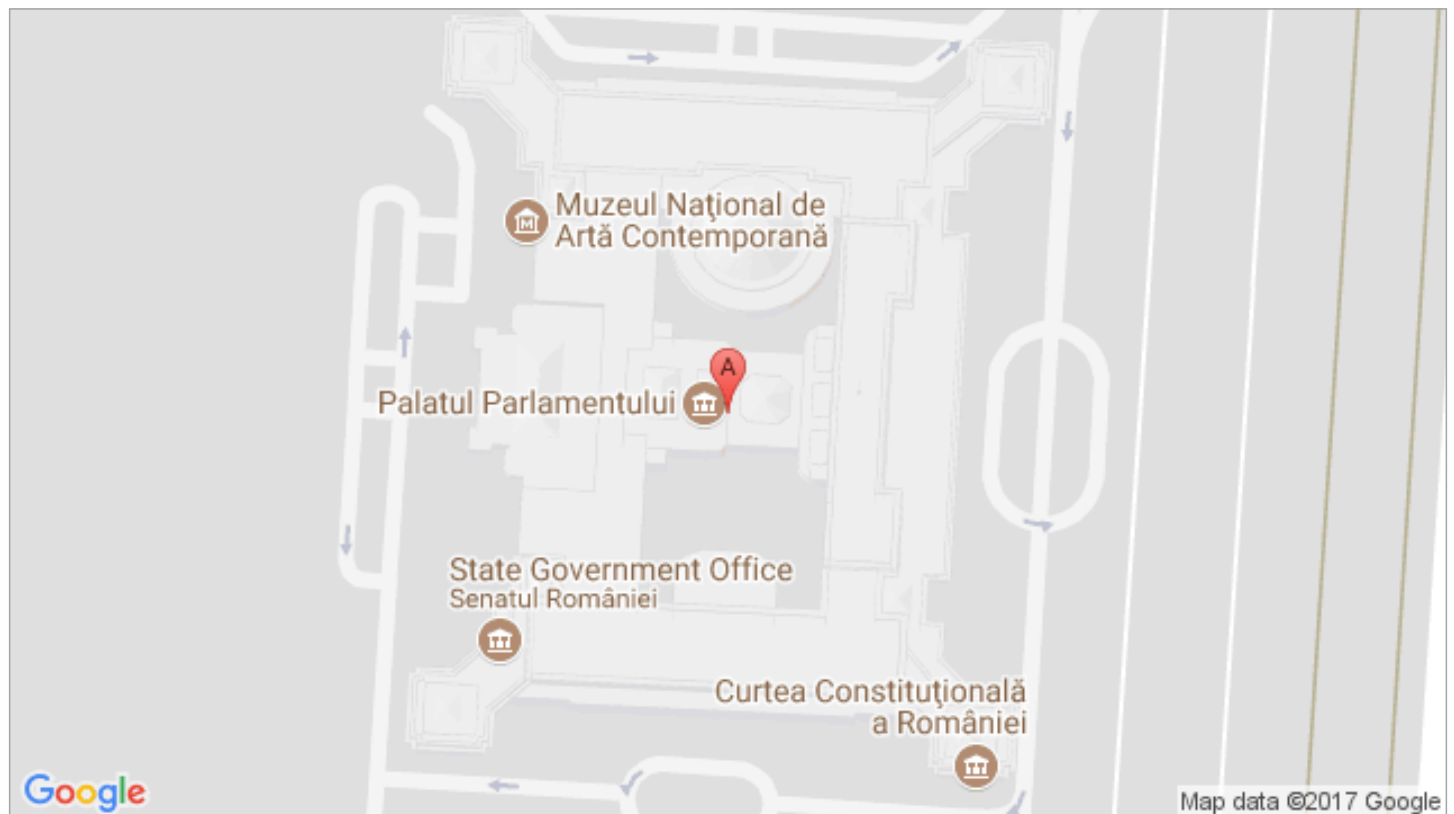 Muzeul Naţional de
Artă Contemporană
A
Palatul Parlamentului
State Government Office
Senatul României
Curtea Constituţională
a României
Google
Map data ©2017 Google